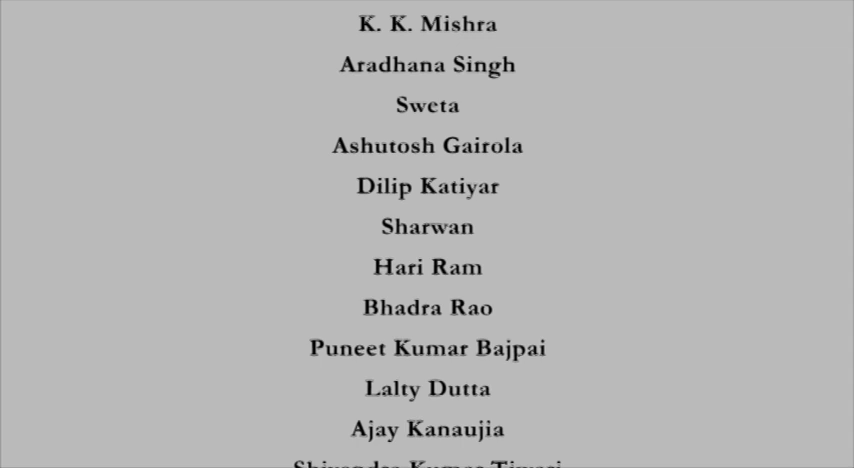 K. K. Mishra
Aradhana Singh
Sweta
Ashutosh Gairola
Dilip Katiyar
Sharwan
Hari Ram
Bhadra Rao
Puneet Kumar Bajpai
Lalty Dutta
Ajay Kanaujia